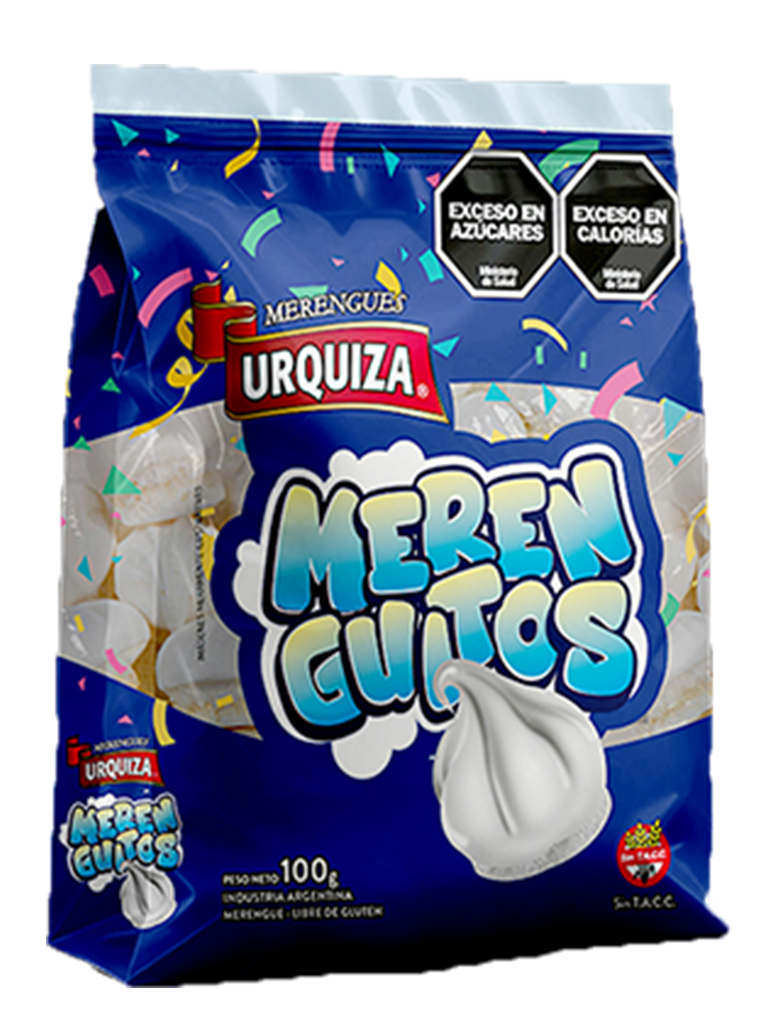 EXCESO EN
AZÚCARES
Ministerio
de Salud
EXCESO EN
CALORÍAS
Ministerio
de Salud
MERENGUES
URQUIZA®
MEREN
GUITOS
MERENGUES
URQUIZA
MEREN
GUITOS
PESO NETO 100g
INDUSTRIA ARGENTINA
MERENGUE - LIBRE DE GLUTEN
Sin T.A.C.C.
Sin T.A.C.C.